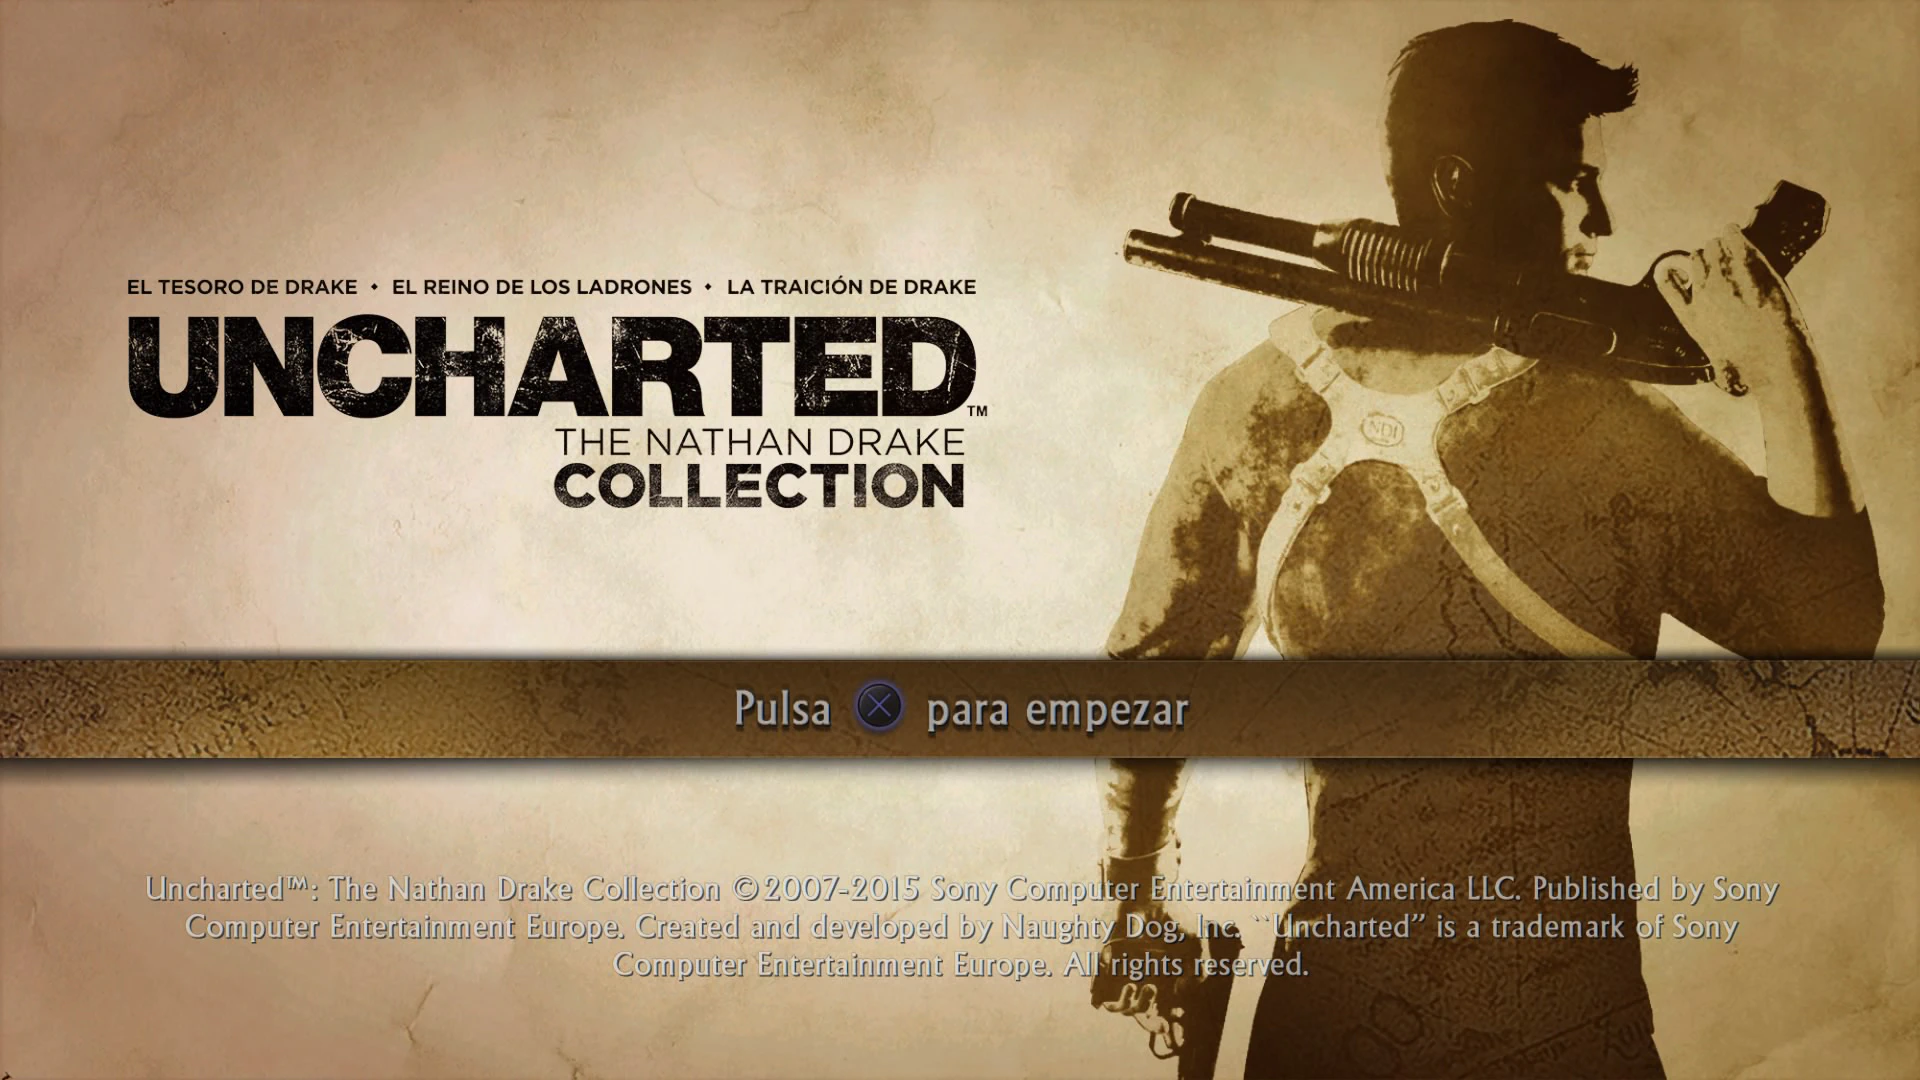 EL TESORO DE DRAKE • EL REINO DE LOS LADRONES • LA TRAICIÓN DE DRAKE
UNCHARTED™
THE NATHAN DRAKE
COLLECTION
NDI
Pulsa ⓧ para empezar
Uncharted™: The Nathan Drake Collection ©2007-2015 Sony Computer Entertainment America LLC. Published by Sony
Computer Entertainment Europe. Created and developed by Naughty Dog, Inc. ``Uncharted” is a trademark of Sony
Computer Entertainment Europe. All rights reserved.